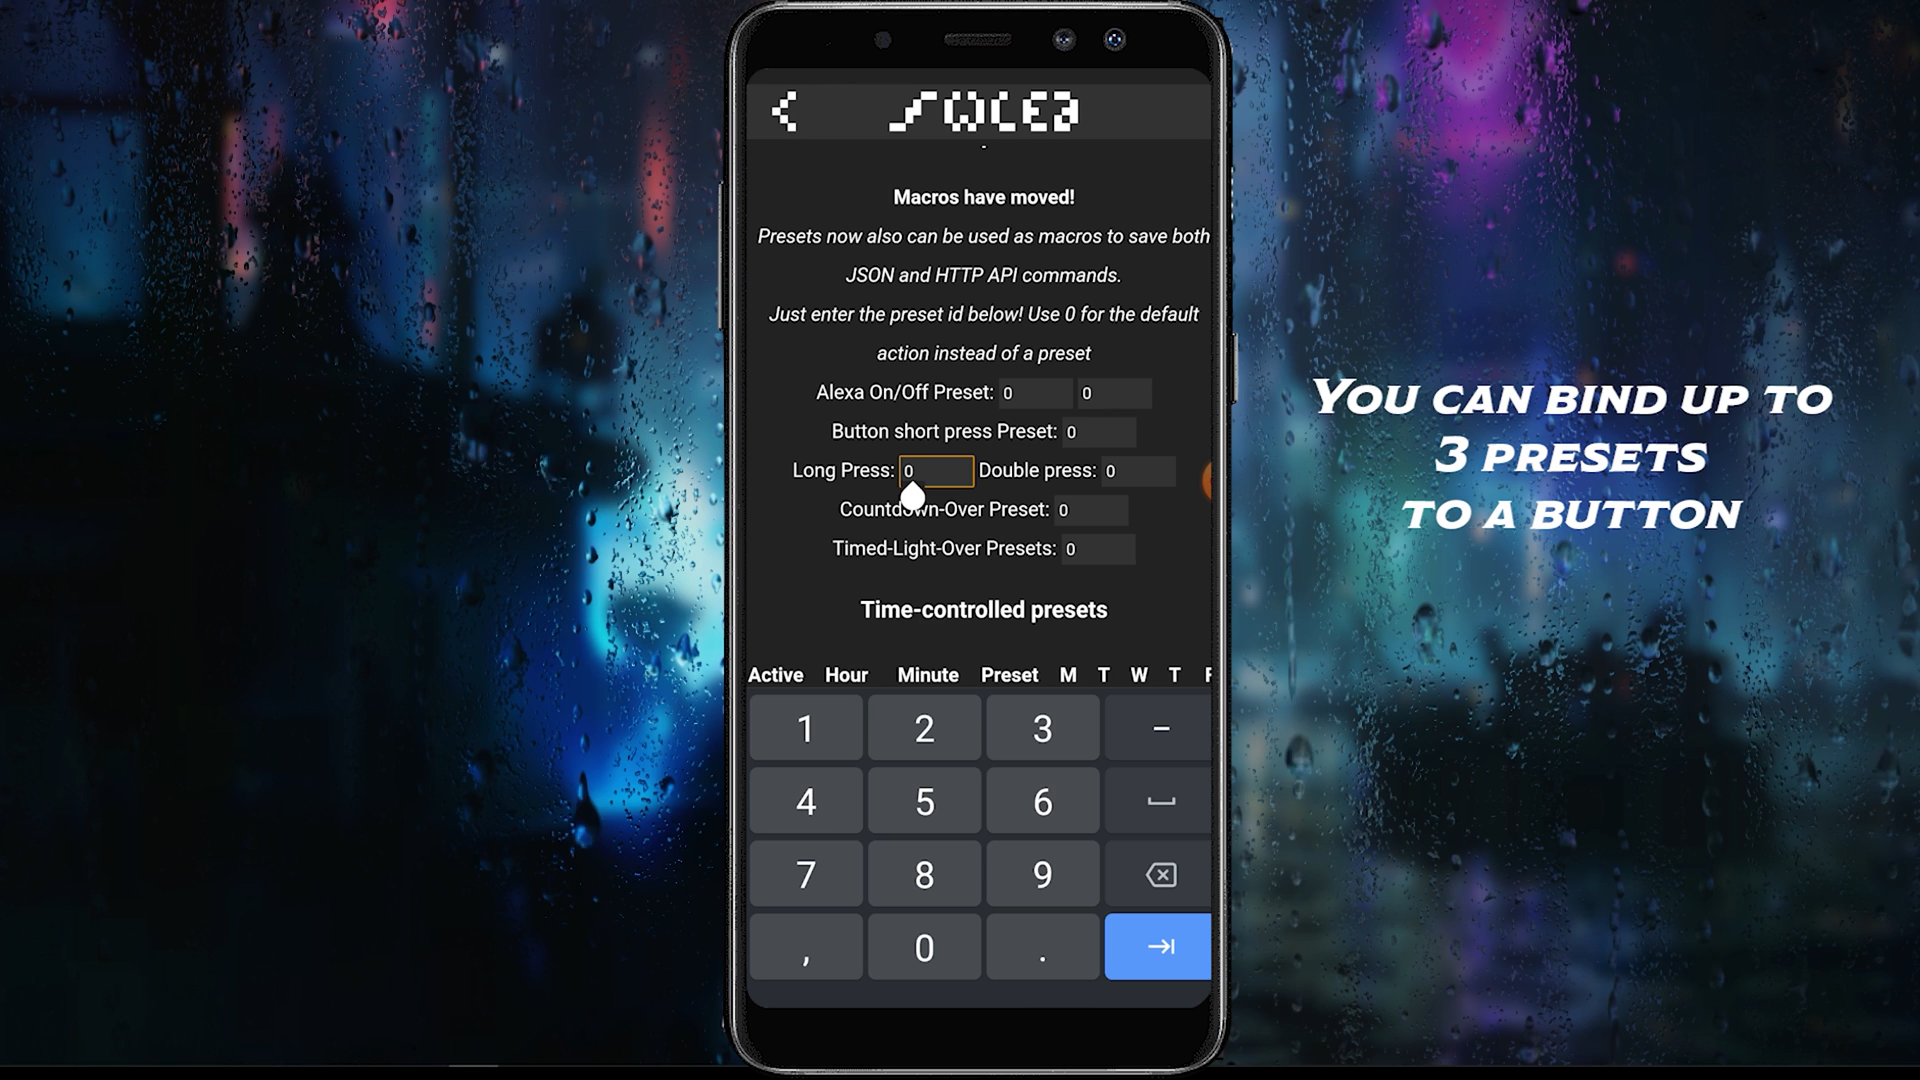 Macros have moved!
Presets now also can be used as macros to save both
JSON and HTTP API commands.
Just enter the preset id below! Use 0 for the default
action instead of a preset
Alexa On/Off Preset: 0 0
Button short press Preset: 0
Long Press: 0 Double press: 0
Countdown-Over Preset: 0
Timed-Light-Over Presets: 0
Time-controlled presets
Active Hour Minute Preset M T W T F
1 2 3 –
4 5 6
7 8 9
, 0 .
YOU CAN BIND UP TO
3 PRESETS
TO A BUTTON